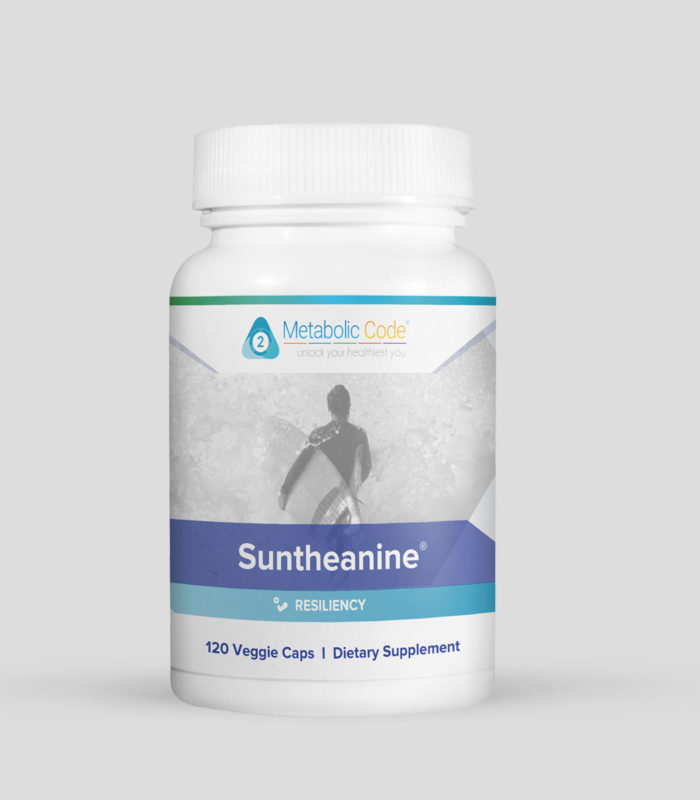 2
Metabolic Code®
unlock your healthiest you
Suntheanine®
RESILIENCY
120 Veggie Caps | Dietary Supplement